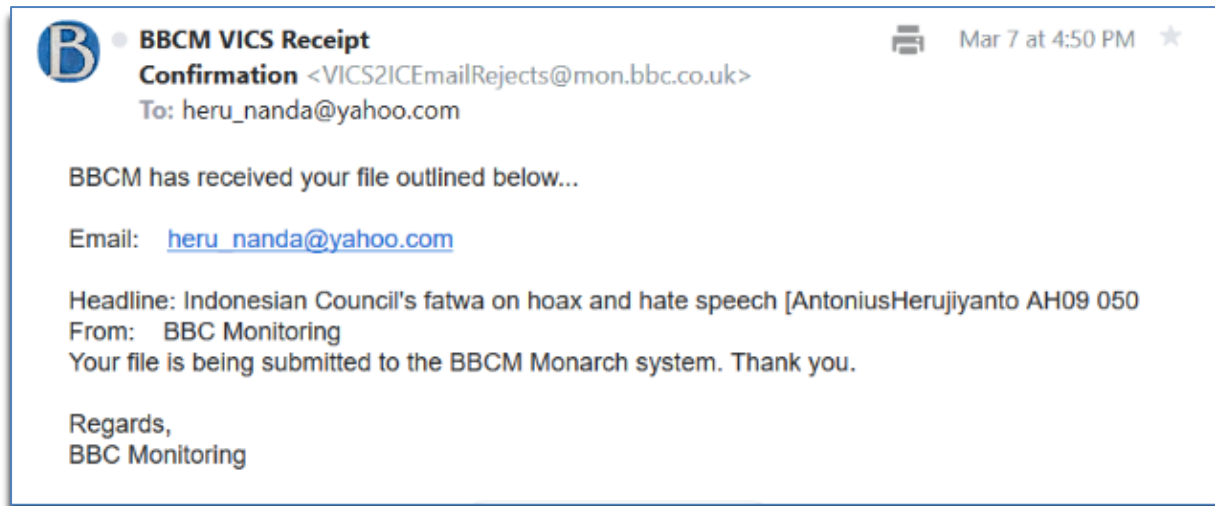 B
BBCM VICS Receipt Mar 7 at 4:50 PM
Confirmation <VICS2ICEmailRejects@mon.bbc.co.uk>
To: heru_nanda@yahoo.com
BBCM has received your file outlined below...
Email: heru_nanda@yahoo.com
Headline: Indonesian Council's fatwa on hoax and hate speech [AntoniusHerujiyanto AH09 050
From: BBC Monitoring
Your file is being submitted to the BBCM Monarch system. Thank you.
Regards,
BBC Monitoring